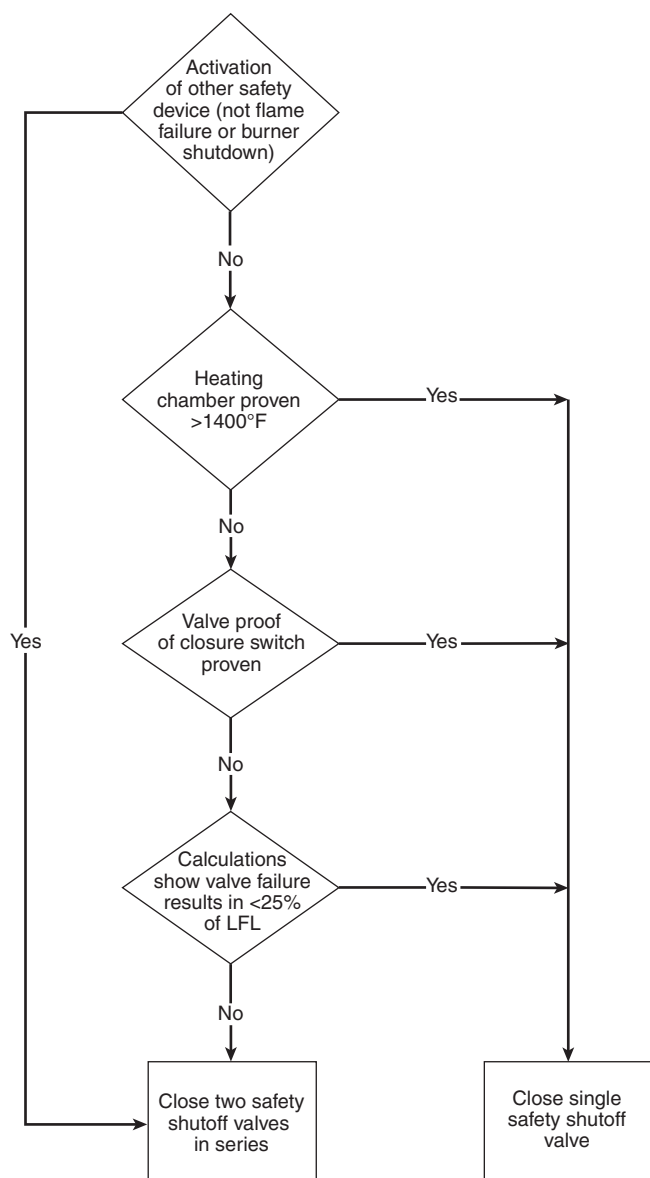 Activation
of other safety
device (not flame
failure or burner
shutdown)
No
Heating
chamber proven
>1400°F
Yes
No
Yes
Valve proof
of closure switch
proven
Yes
No
Calculations
show valve failure
results in <25%
of LFL
Yes
No
Close two safety
shutoff valves
in series
Close single
safety shutoff
valve